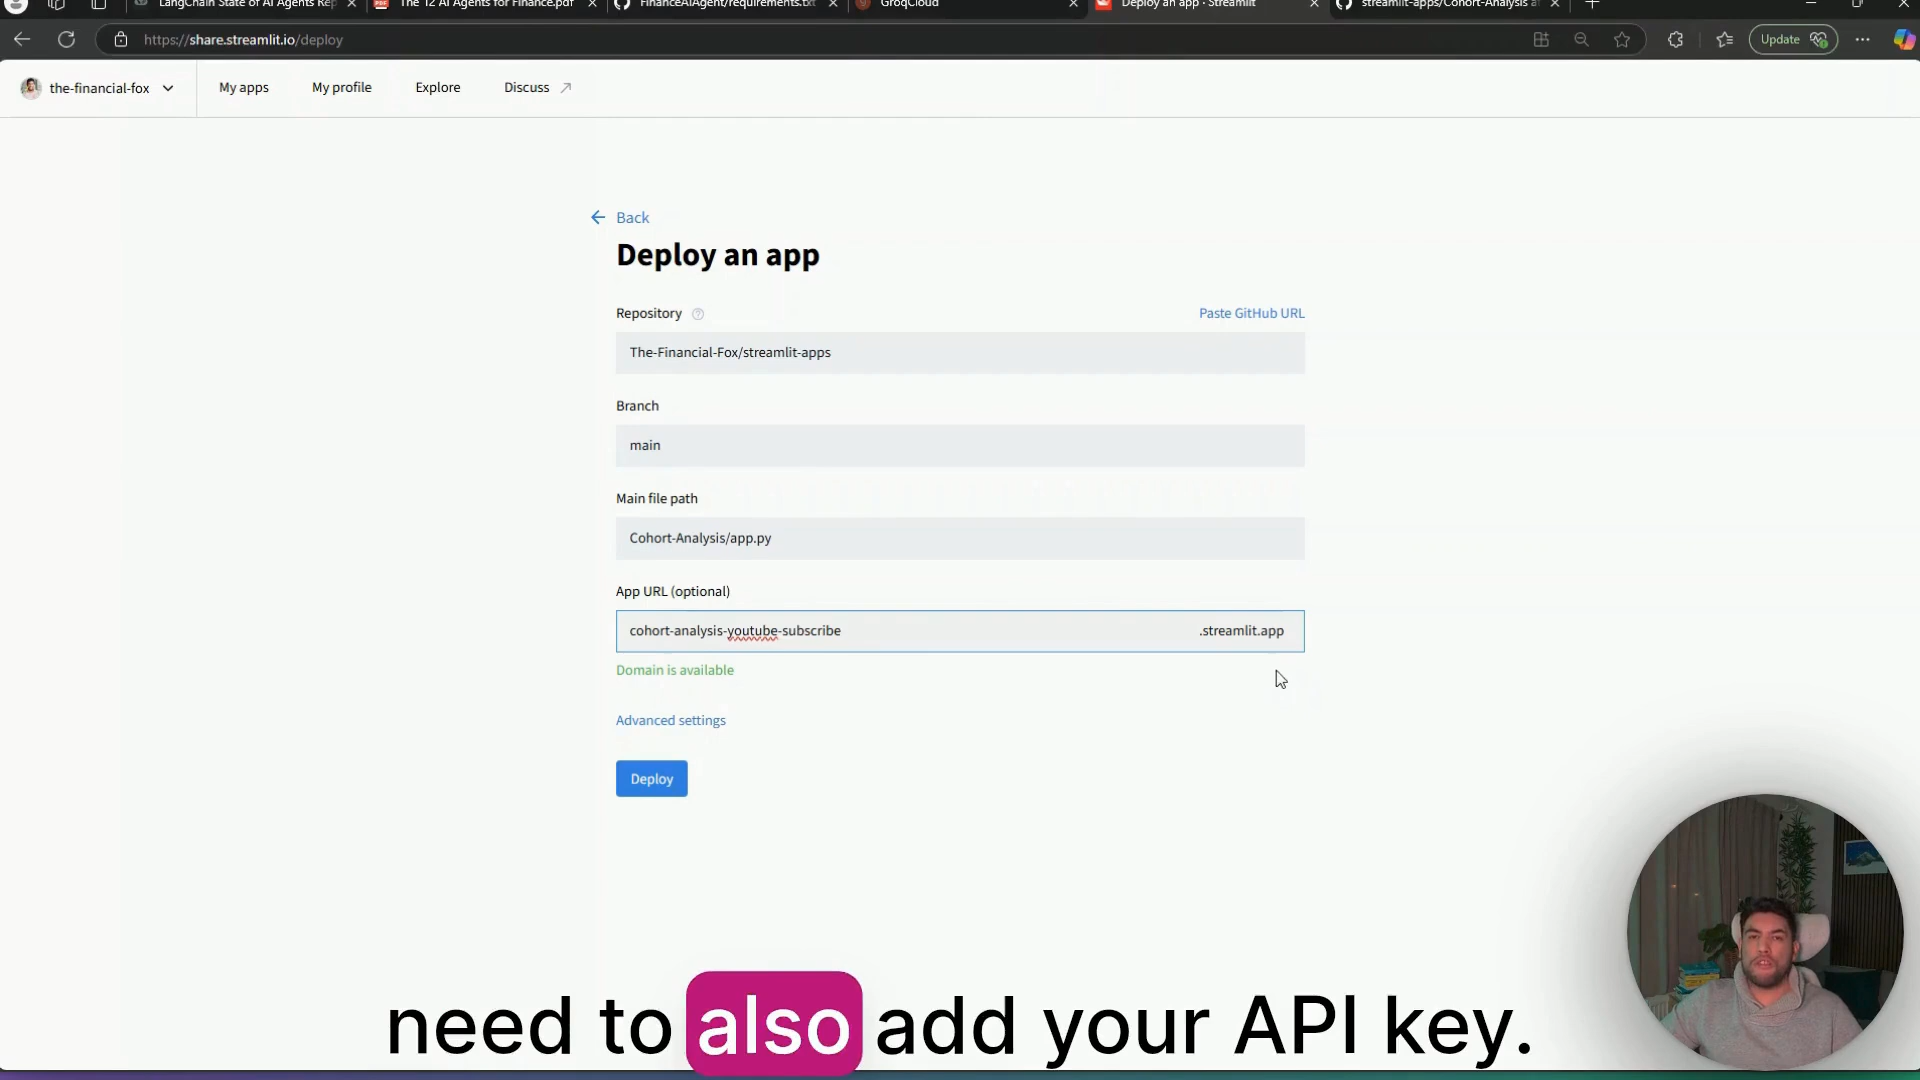 LangChain State of AI Agents Rep
The 12 AI Agents for Finance.pdf
FinanceAIAgent/requirements.txt
GroqCloud
Deploy an app · Streamlit
streamlit-apps/Cohort-Analysis at
https://share.streamlit.io/deploy
Update
the-financial-fox
My apps
My profile
Explore
Discuss
Back
Deploy an app
Repository
Paste GitHub URL
The-Financial-Fox/streamlit-apps
Branch
main
Main file path
Cohort-Analysis/app.py
App URL (optional)
cohort-analysis-youtube-subscribe
.streamlit.app
Domain is available
Advanced settings
Deploy
need to also add your API key.